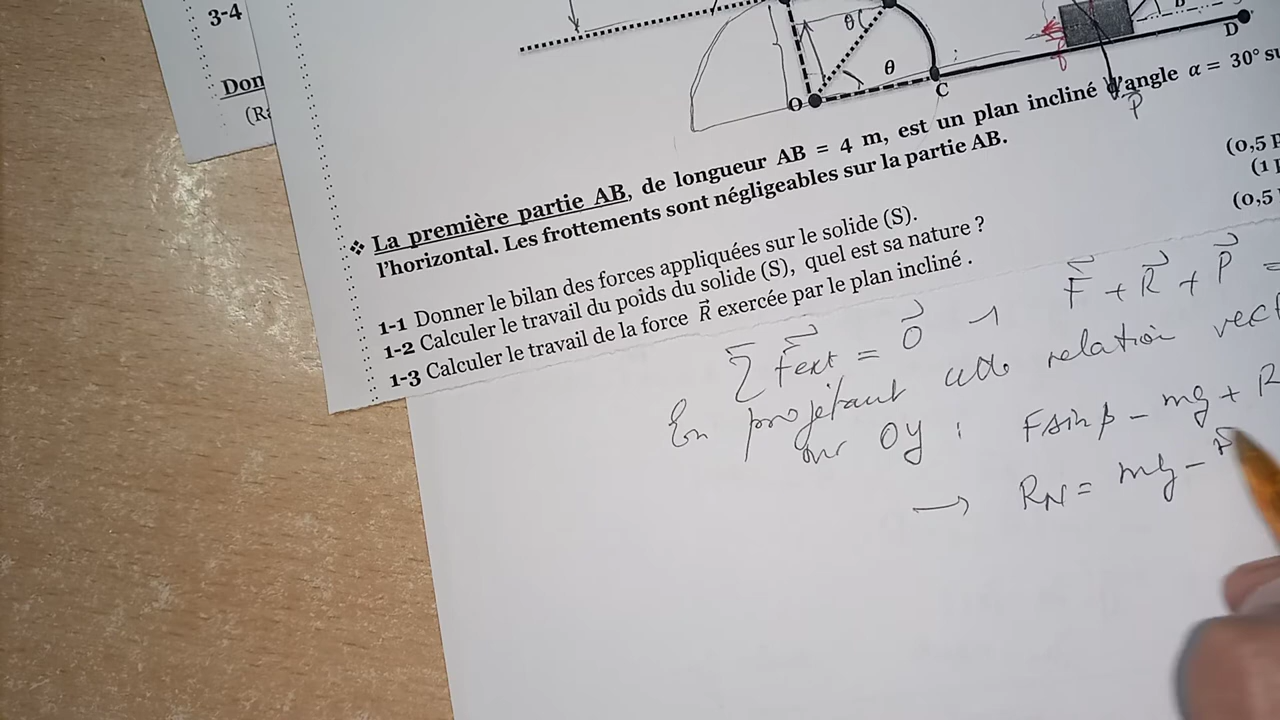 3-4
Don
(Ra
θ
θ
O
C
D
P
❖ La première partie AB, de longueur AB = 4 m, est un plan incliné d'angle α = 30° su
l'horizontal. Les frottements sont négligeables sur la partie AB.
1-1 Donner le bilan des forces appliquées sur le solide (S).
(0,5 p
1-2 Calculer le travail du poids du solide (S), quel est sa nature ?
(1 p
1-3 Calculer le travail de la force R⃗ exercée par le plan incliné .
(0,5
Σ F⃗ext = 0⃗ F⃗ + R⃗ + P⃗ =
En projetant cette relation vect
sur Oy : F sin β - mg + R
→ R_N = mg - F